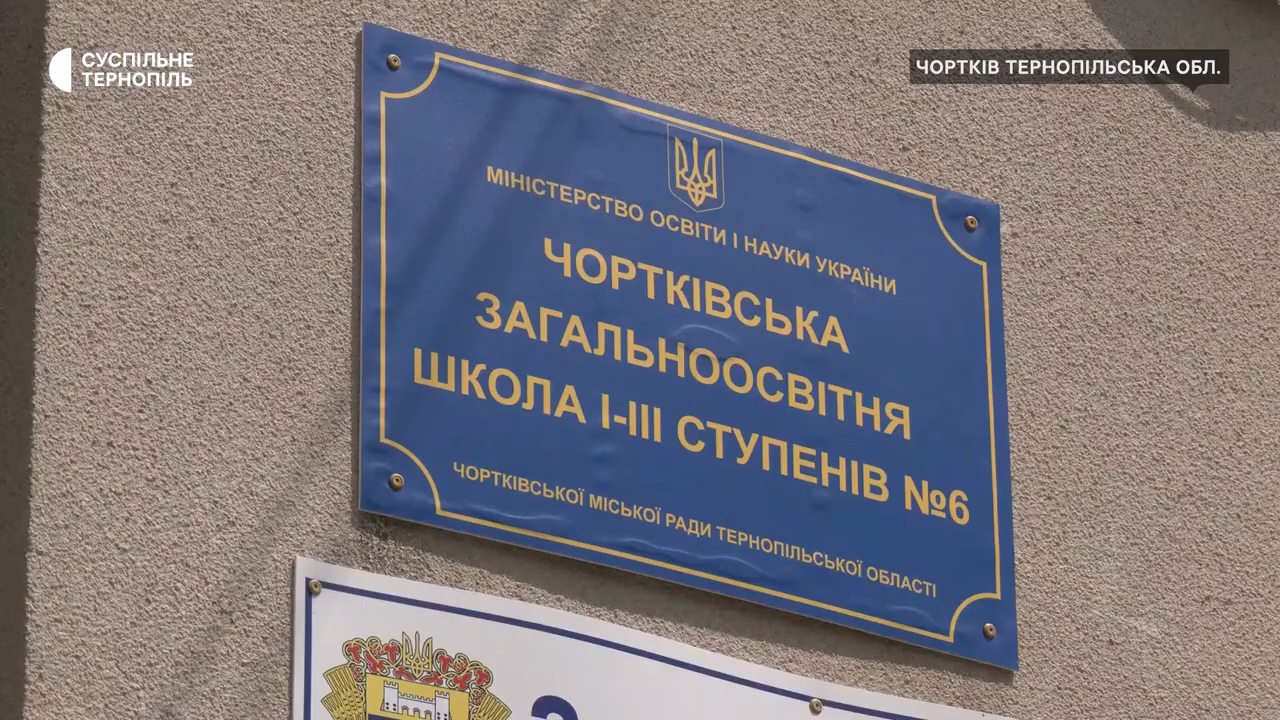 СУСПІЛЬНЕ
ТЕРНОПІЛЬ
ЧОРТКІВ ТЕРНОПІЛЬСЬКА ОБЛ.
МІНІСТЕРСТВО ОСВІТИ І НАУКИ УКРАЇНИ
ЧОРТКІВСЬКА
ЗАГАЛЬНООСВІТНЯ
ШКОЛА І-ІІІ СТУПЕНІВ №6
ЧОРТКІВСЬКОЇ МІСЬКОЇ РАДИ ТЕРНОПІЛЬСЬКОЇ ОБЛАСТІ